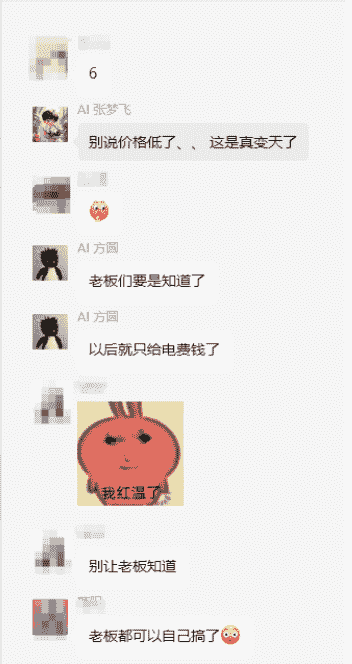 6
AI 张梦飞
别说价格低了、、 这是真变天了
AI 方圆
老板们要是知道了
AI 方圆
以后就只给电费钱了
我红温了
别让老板知道
老板都可以自己搞了